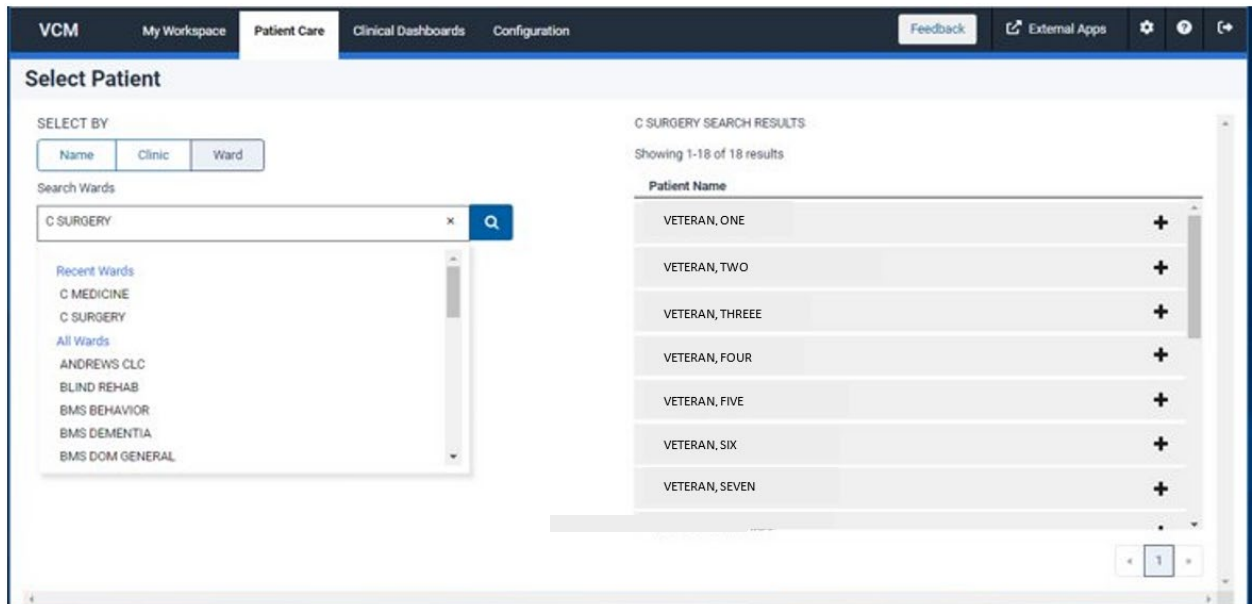 VCM My Workspace Patient Care Clinical Dashboards Configuration Feedback External Apps
Select Patient
SELECT BY
Name Clinic Ward
Search Wards
C SURGERY ×
Recent Wards
C MEDICINE
C SURGERY
All Wards
ANDREWS CLC
BLIND REHAB
BMS BEHAVIOR
BMS DEMENTIA
BMS DOM GENERAL
C SURGERY SEARCH RESULTS
Showing 1-18 of 18 results
Patient Name
VETERAN, ONE
VETERAN, TWO
VETERAN, THREEE
VETERAN, FOUR
VETERAN, FIVE
VETERAN, SIX
VETERAN, SEVEN
« 1 »